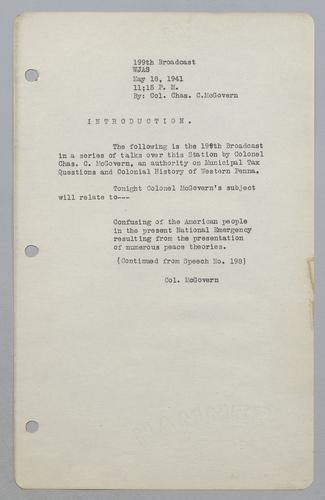 199th Broadcast
WJAS
May 18, 1941
11:15 P. M.
By: Col. Chas. C.McGovern
I N T R O D U C T I O N .
The following is the 199th Broadcast
in a series of talks over this Station by Colonel
Chas. C. McGovern, an authority on Municipal Tax
Questions and Colonial History of Western Penna.
Tonight Colonel McGovern's subject
will relate to---
Confusing of the American people
in the present National Emergency
resulting from the presentation
of numerous peace theories.
(Continued from Speech No. 198)
Col. McGovern